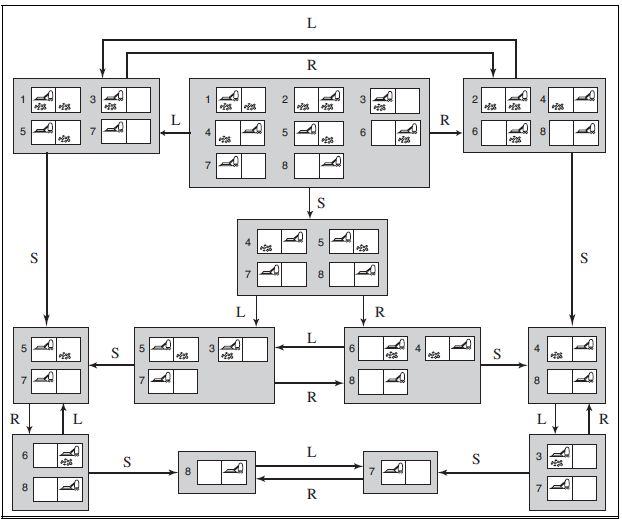 L
R
1 3 1 2 3 2 4
L R
5 7 4 5 6 6 8
7 8
S
4 5
S S
7 8
L R
5 S 5 3 L 6 4 S 4
7 7 8 8
R
R L L R
6 S 8 L 7 S 3
8 R 7